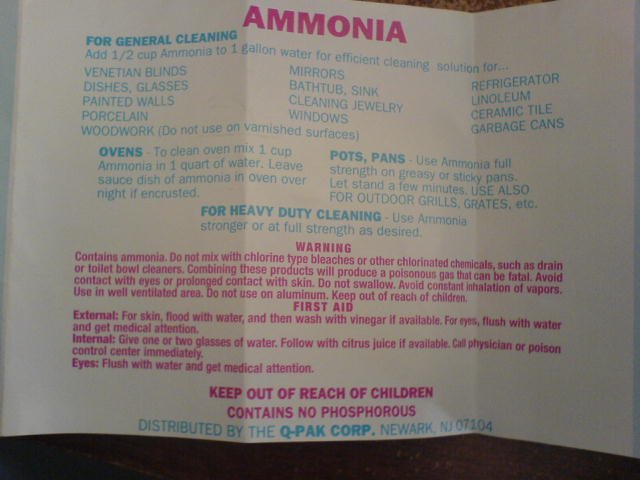 AMMONIA
FOR GENERAL CLEANING
Add 1/2 cup Ammonia to 1 gallon water for efficient cleaning solution for...
VENETIAN BLINDS MIRRORS REFRIGERATOR
DISHES, GLASSES BATHTUB, SINK LINOLEUM
PAINTED WALLS CLEANING JEWELRY CERAMIC TILE
PORCELAIN WINDOWS GARBAGE CANS
WOODWORK (Do not use on varnished surfaces)
OVENS - To clean oven mix 1 cup
Ammonia in 1 quart of water. Leave
sauce dish of ammonia in oven over
night if encrusted.
POTS, PANS - Use Ammonia full
strength on greasy or sticky pans.
Let stand a few minutes. USE ALSO
FOR OUTDOOR GRILLS, GRATES, etc.
FOR HEAVY DUTY CLEANING - Use Ammonia
stronger or at full strength as desired.
WARNING
Contains ammonia. Do not mix with chlorine type bleaches or other chlorinated chemicals, such as drain
or toilet bowl cleaners. Combining these products will produce a poisonous gas that can be fatal. Avoid
contact with eyes or prolonged contact with skin. Do not swallow. Avoid constant inhalation of vapors.
Use in well ventilated area. Do not use on aluminum. Keep out of reach of children.
FIRST AID
External: For skin, flood with water, and then wash with vinegar if available. For eyes, flush with water
and get medical attention.
Internal: Give one or two glasses of water. Follow with citrus juice if available. Call physician or poison
control center immediately.
Eyes: Flush with water and get medical attention.
KEEP OUT OF REACH OF CHILDREN
CONTAINS NO PHOSPHOROUS
DISTRIBUTED BY THE Q-PAK CORP. NEWARK, NJ 07104